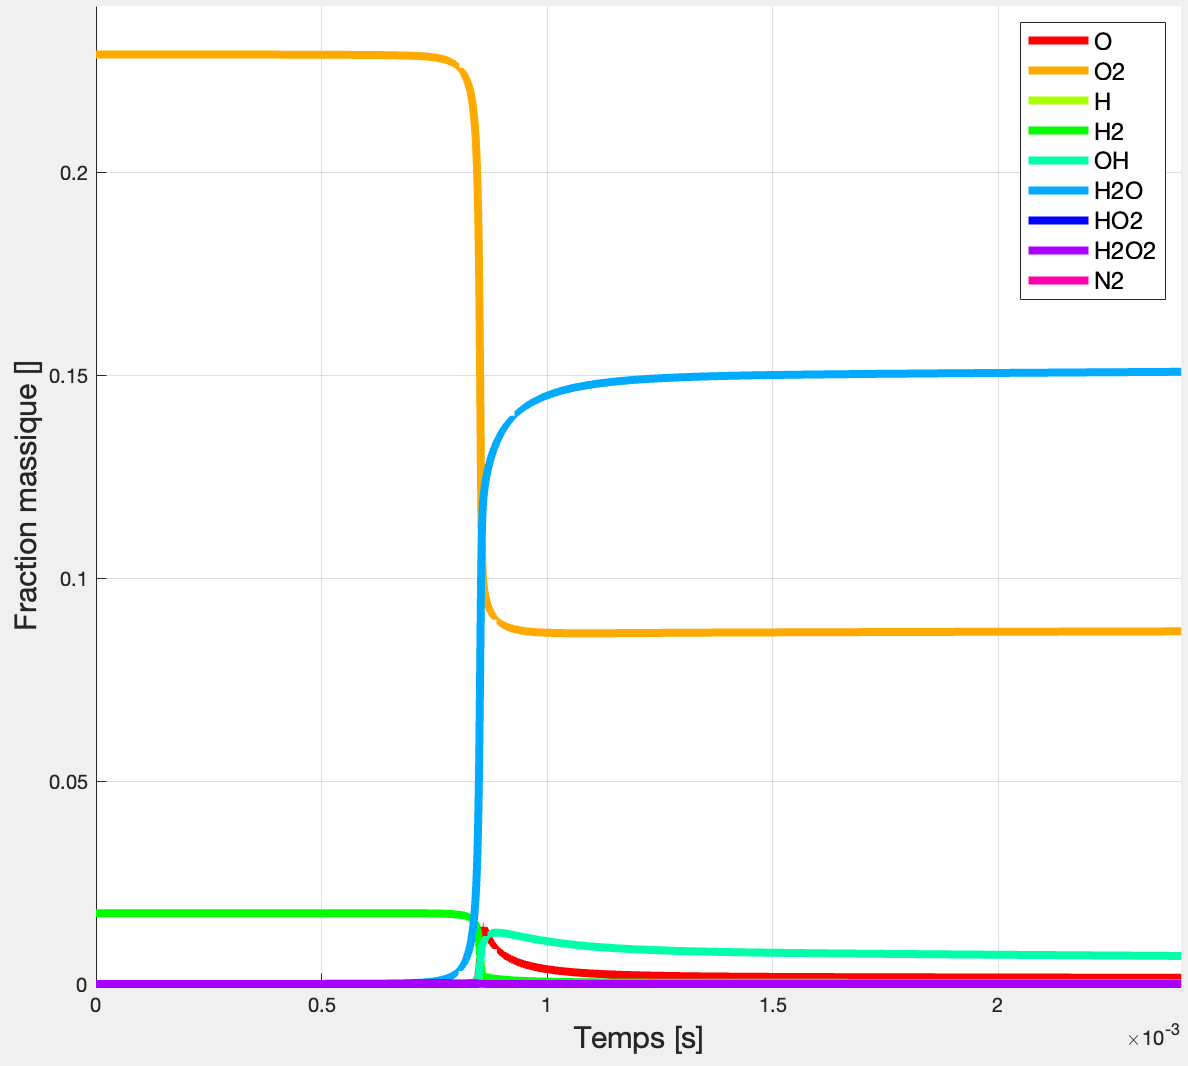 O
O2
H
H2
OH
H2O
HO2
H2O2
N2
0.2
0.15
0.1
0.05
0
Fraction massique []
0 0.5 1 1.5 2
×10-3
Temps [s]